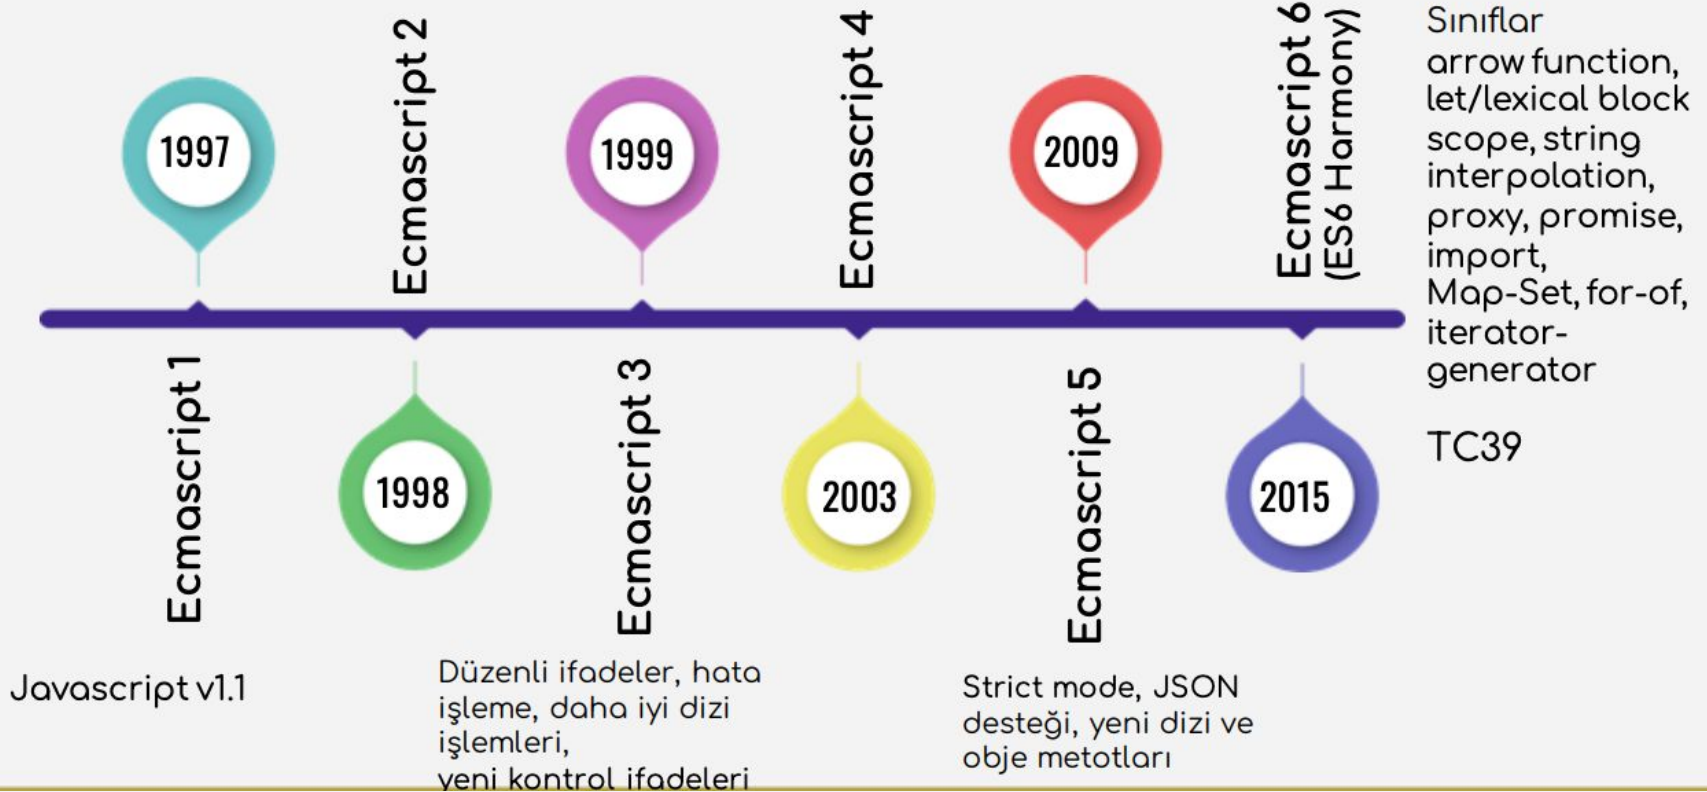 1997
Ecmascript 1
Javascript v1.1
Ecmascript 2
1998
1999
Ecmascript 3
Düzenli ifadeler, hata
işleme, daha iyi dizi
işlemleri,
yeni kontrol ifadeleri
Ecmascript 4
2003
2009
Ecmascript 5
Strict mode, JSON
desteği, yeni dizi ve
obje metotları
Ecmascript 6
(ES6 Harmony)
2015
Sınıflar
arrow function,
let/lexical block
scope, string
interpolation,
proxy, promise,
import,
Map-Set, for-of,
iterator-
generator
TC39